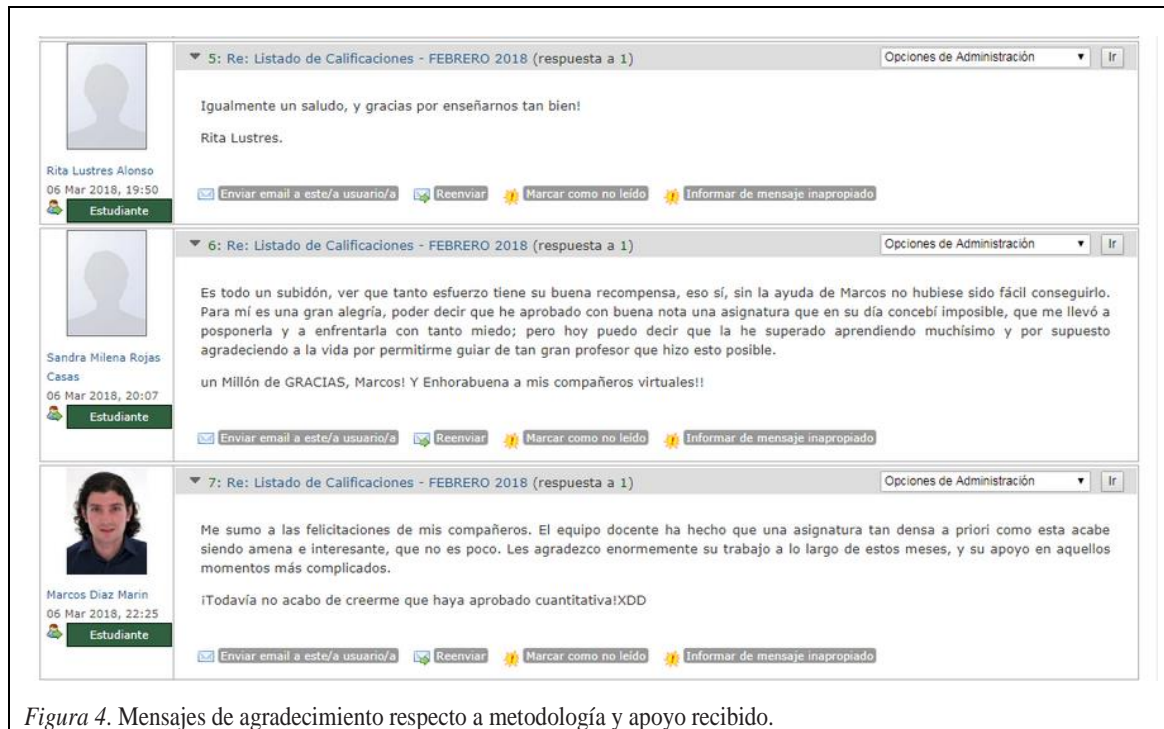 5: Re: Listado de Calificaciones - FEBRERO 2018 (respuesta a 1)
Opciones de Administración
Ir
Igualmente un saludo, y gracias por enseñarnos tan bien!
Rita Lustres.
Rita Lustres Alonso
06 Mar 2018, 19:50
Estudiante
Enviar email a este/a usuario/a Reenviar Marcar como no leído Informar de mensaje inapropiado
6: Re: Listado de Calificaciones - FEBRERO 2018 (respuesta a 1)
Opciones de Administración
Ir
Es todo un subidón, ver que tanto esfuerzo tiene su buena recompensa, eso sí, sin la ayuda de Marcos no hubiese sido fácil conseguirlo.
Para mí es una gran alegría, poder decir que he aprobado con buena nota una asignatura que en su día concebí imposible, que me llevó a
posponerla y a enfrentarla con tanto miedo; pero hoy puedo decir que la he superado aprendiendo muchísimo y por supuesto
agradeciendo a la vida por permitirme guiar de tan gran profesor que hizo esto posible.
un Millón de GRACIAS, Marcos! Y Enhorabuena a mis compañeros virtuales!!
Sandra Milena Rojas
Casas
06 Mar 2018, 20:07
Estudiante
Enviar email a este/a usuario/a Reenviar Marcar como no leído Informar de mensaje inapropiado
7: Re: Listado de Calificaciones - FEBRERO 2018 (respuesta a 1)
Opciones de Administración
Ir
Me sumo a las felicitaciones de mis compañeros. El equipo docente ha hecho que una asignatura tan densa a priori como esta acabe
siendo amena e interesante, que no es poco. Les agradezco enormemente su trabajo a lo largo de estos meses, y su apoyo en aquellos
momentos más complicados.
¡Todavía no acabo de creerme que haya aprobado cuantitativa!XDD
Marcos Diaz Marin
06 Mar 2018, 22:25
Estudiante
Enviar email a este/a usuario/a Reenviar Marcar como no leído Informar de mensaje inapropiado
Figura 4. Mensajes de agradecimiento respecto a metodología y apoyo recibido.